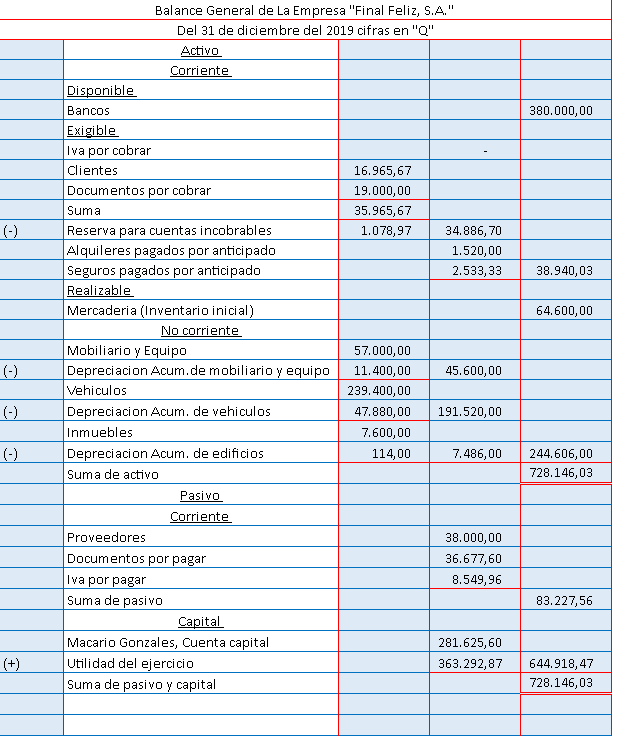 Balance General de La Empresa "Final Feliz, S.A."
Del 31 de diciembre del 2019 cifras en "Q"
Activo
Corriente
Disponible
Bancos 380.000,00
Exigible
Iva por cobrar -
Clientes 16.965,67
Documentos por cobrar 19.000,00
Suma 35.965,67
(-) Reserva para cuentas incobrables 1.078,97 34.886,70
Alquileres pagados por anticipado 1.520,00
Seguros pagados por anticipado 2.533,33 38.940,03
Realizable
Mercaderia (Inventario inicial) 64.600,00
No corriente
Mobiliario y Equipo 57.000,00
(-) Depreciacion Acum.de mobiliario y equipo 11.400,00 45.600,00
Vehiculos 239.400,00
(-) Depreciacion Acum. de vehiculos 47.880,00 191.520,00
Inmuebles 7.600,00
(-) Depreciacion Acum. de edificios 114,00 7.486,00 244.606,00
Suma de activo 728.146,03
Pasivo
Corriente
Proveedores 38.000,00
Documentos por pagar 36.677,60
Iva por pagar 8.549,96
Suma de pasivo 83.227,56
Capital
Macario Gonzales, Cuenta capital 281.625,60
(+) Utilidad del ejercicio 363.292,87 644.918,47
Suma de pasivo y capital 728.146,03